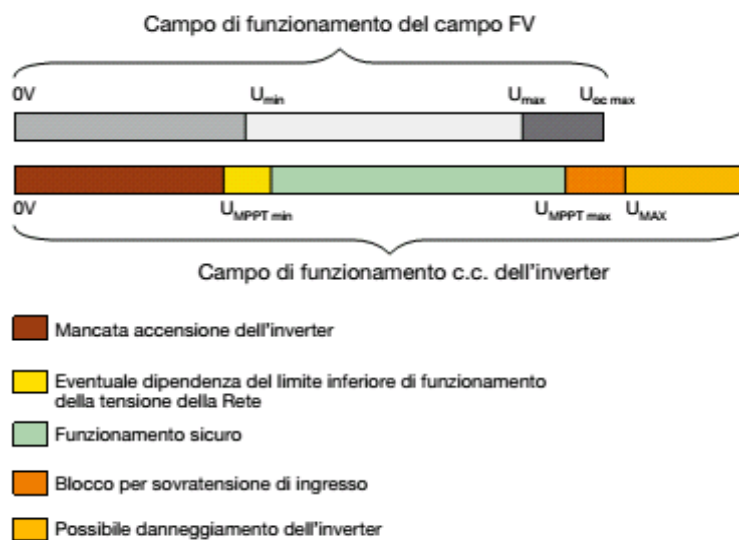 Campo di funzionamento del campo FV
0V Umin Umax Uoc max
0V UMPPT min UMPPT max UMAX
Campo di funzionamento c.c. dell'inverter
Mancata accensione dell'inverter
Eventuale dipendenza del limite inferiore di funzionamento
della tensione della Rete
Funzionamento sicuro
Blocco per sovratensione di ingresso
Possibile danneggiamento dell'inverter